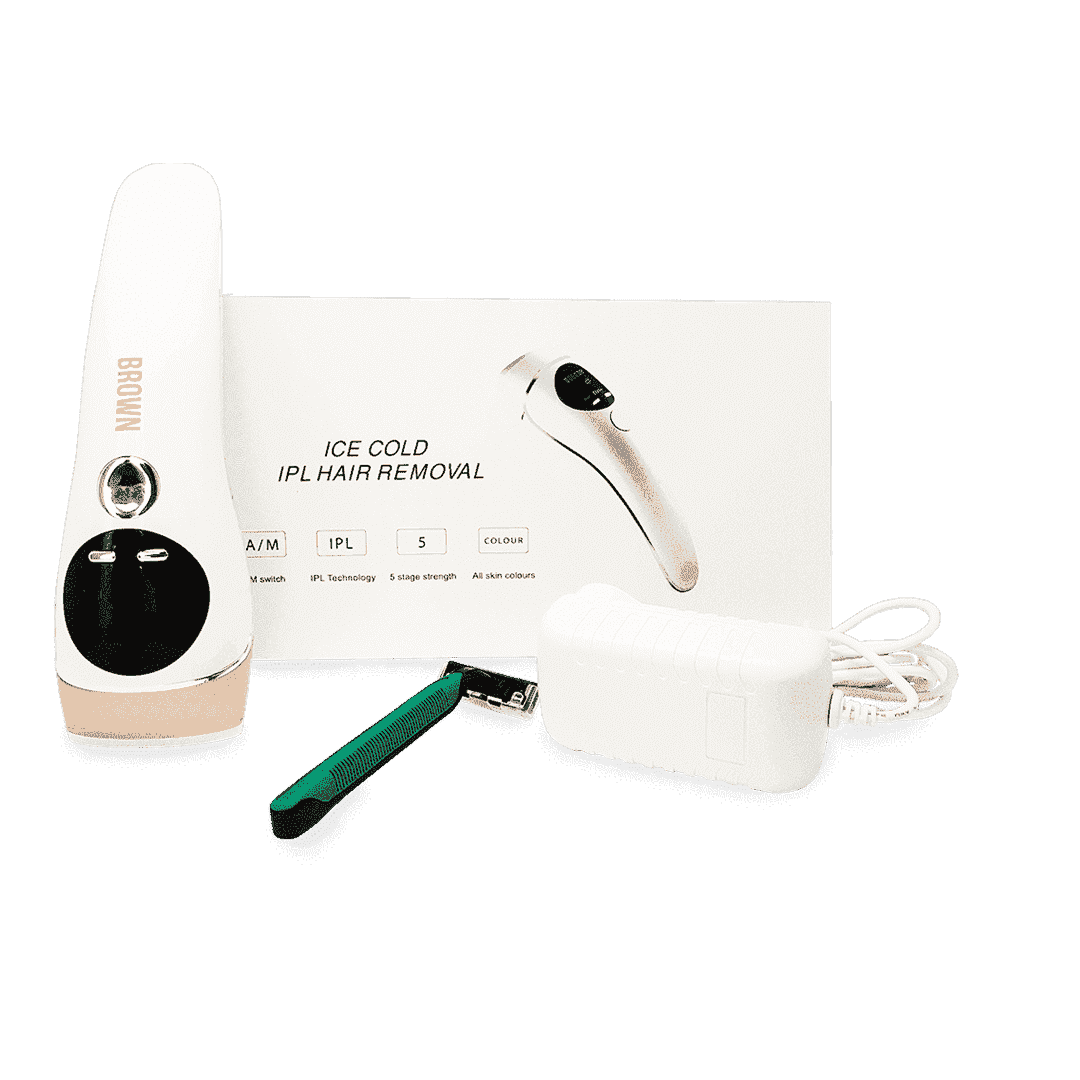 BROWN
ICE COLD
IPL HAIR REMOVAL
A/M
IPL
5
COLOUR
M switch
IPL Technology
5 stage strength
All skin colours